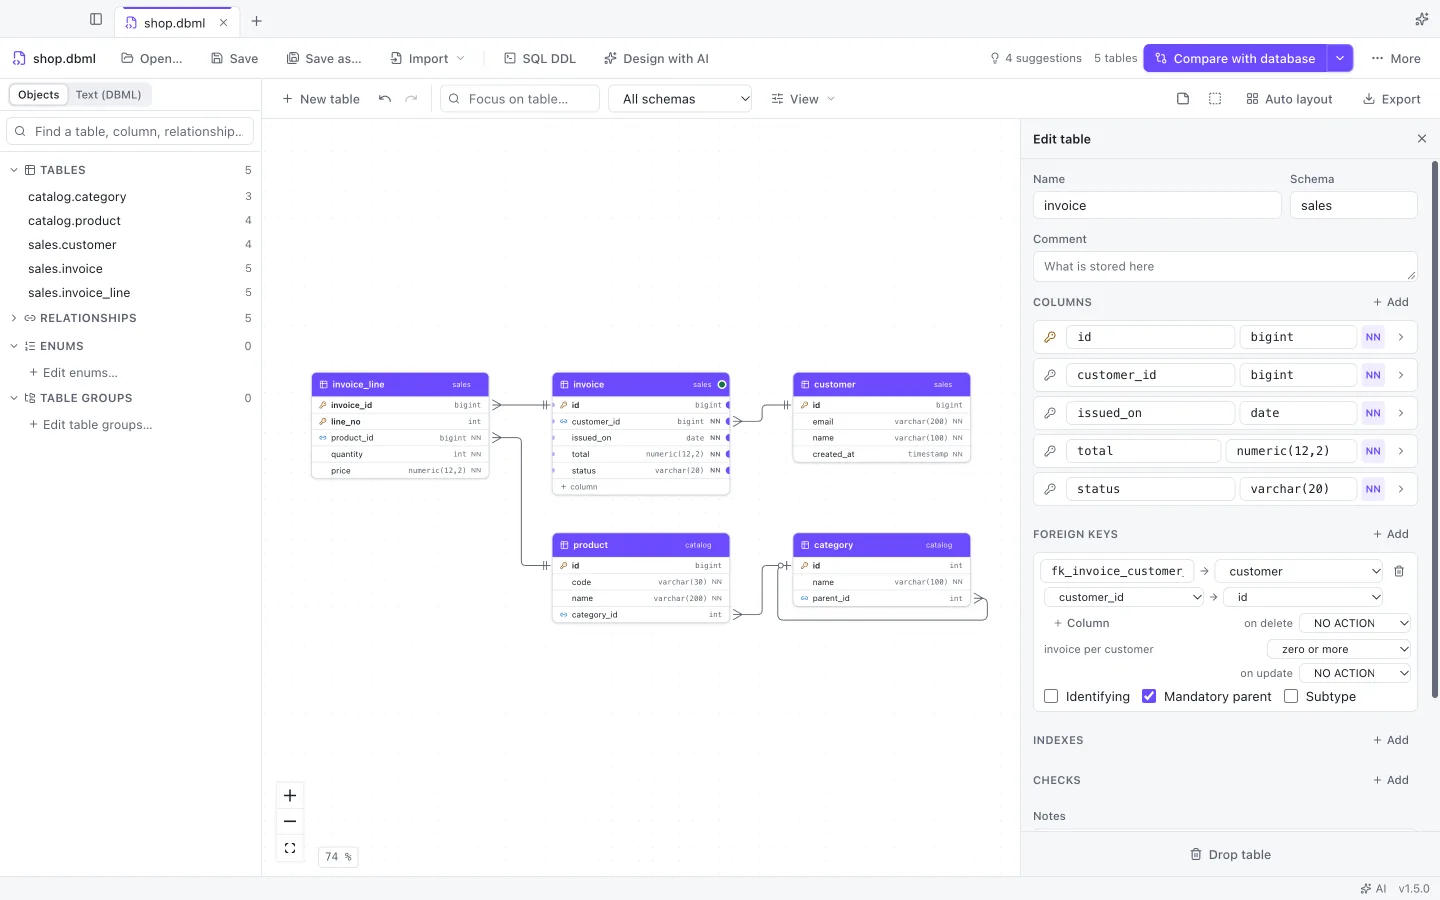 shop.dbml
shop.dbml
Open...
Save
Save as...
Import
SQL DDL
Design with AI
4 suggestions
5 tables
Compare with database
More
Objects
Text (DBML)
New table
Focus on table...
All schemas
View
Auto layout
Export
Find a table, column, relationship...
TABLES 5
catalog.category 3
catalog.product 4
sales.customer 4
sales.invoice 5
sales.invoice_line 5
RELATIONSHIPS 5
ENUMS 0
+ Edit enums...
TABLE GROUPS 0
+ Edit table groups...
invoice_line sales
invoice_id bigint
line_no int
product_id bigint NN
quantity int NN
price numeric(12,2) NN
invoice sales
id bigint
customer_id bigint NN
issued_on date NN
total numeric(12,2) NN
status varchar(20) NN
+ column
customer sales
id bigint
email varchar(200) NN
name varchar(100) NN
created_at timestamp NN
product catalog
id bigint
code varchar(30) NN
name varchar(200) NN
category_id int
category catalog
id int
name varchar(100) NN
parent_id int
74 %
Edit table
Name
Schema
invoice
sales
Comment
What is stored here
COLUMNS
+ Add
id bigint NN
customer_id bigint NN
issued_on date NN
total numeric(12,2) NN
status varchar(20) NN
FOREIGN KEYS
+ Add
fk_invoice_customer_ → customer
customer_id → id
+ Column
on delete NO ACTION
invoice per customer zero or more
on update NO ACTION
Identifying
Mandatory parent
Subtype
INDEXES
+ Add
CHECKS
+ Add
Notes
Drop table
AI v1.5.0